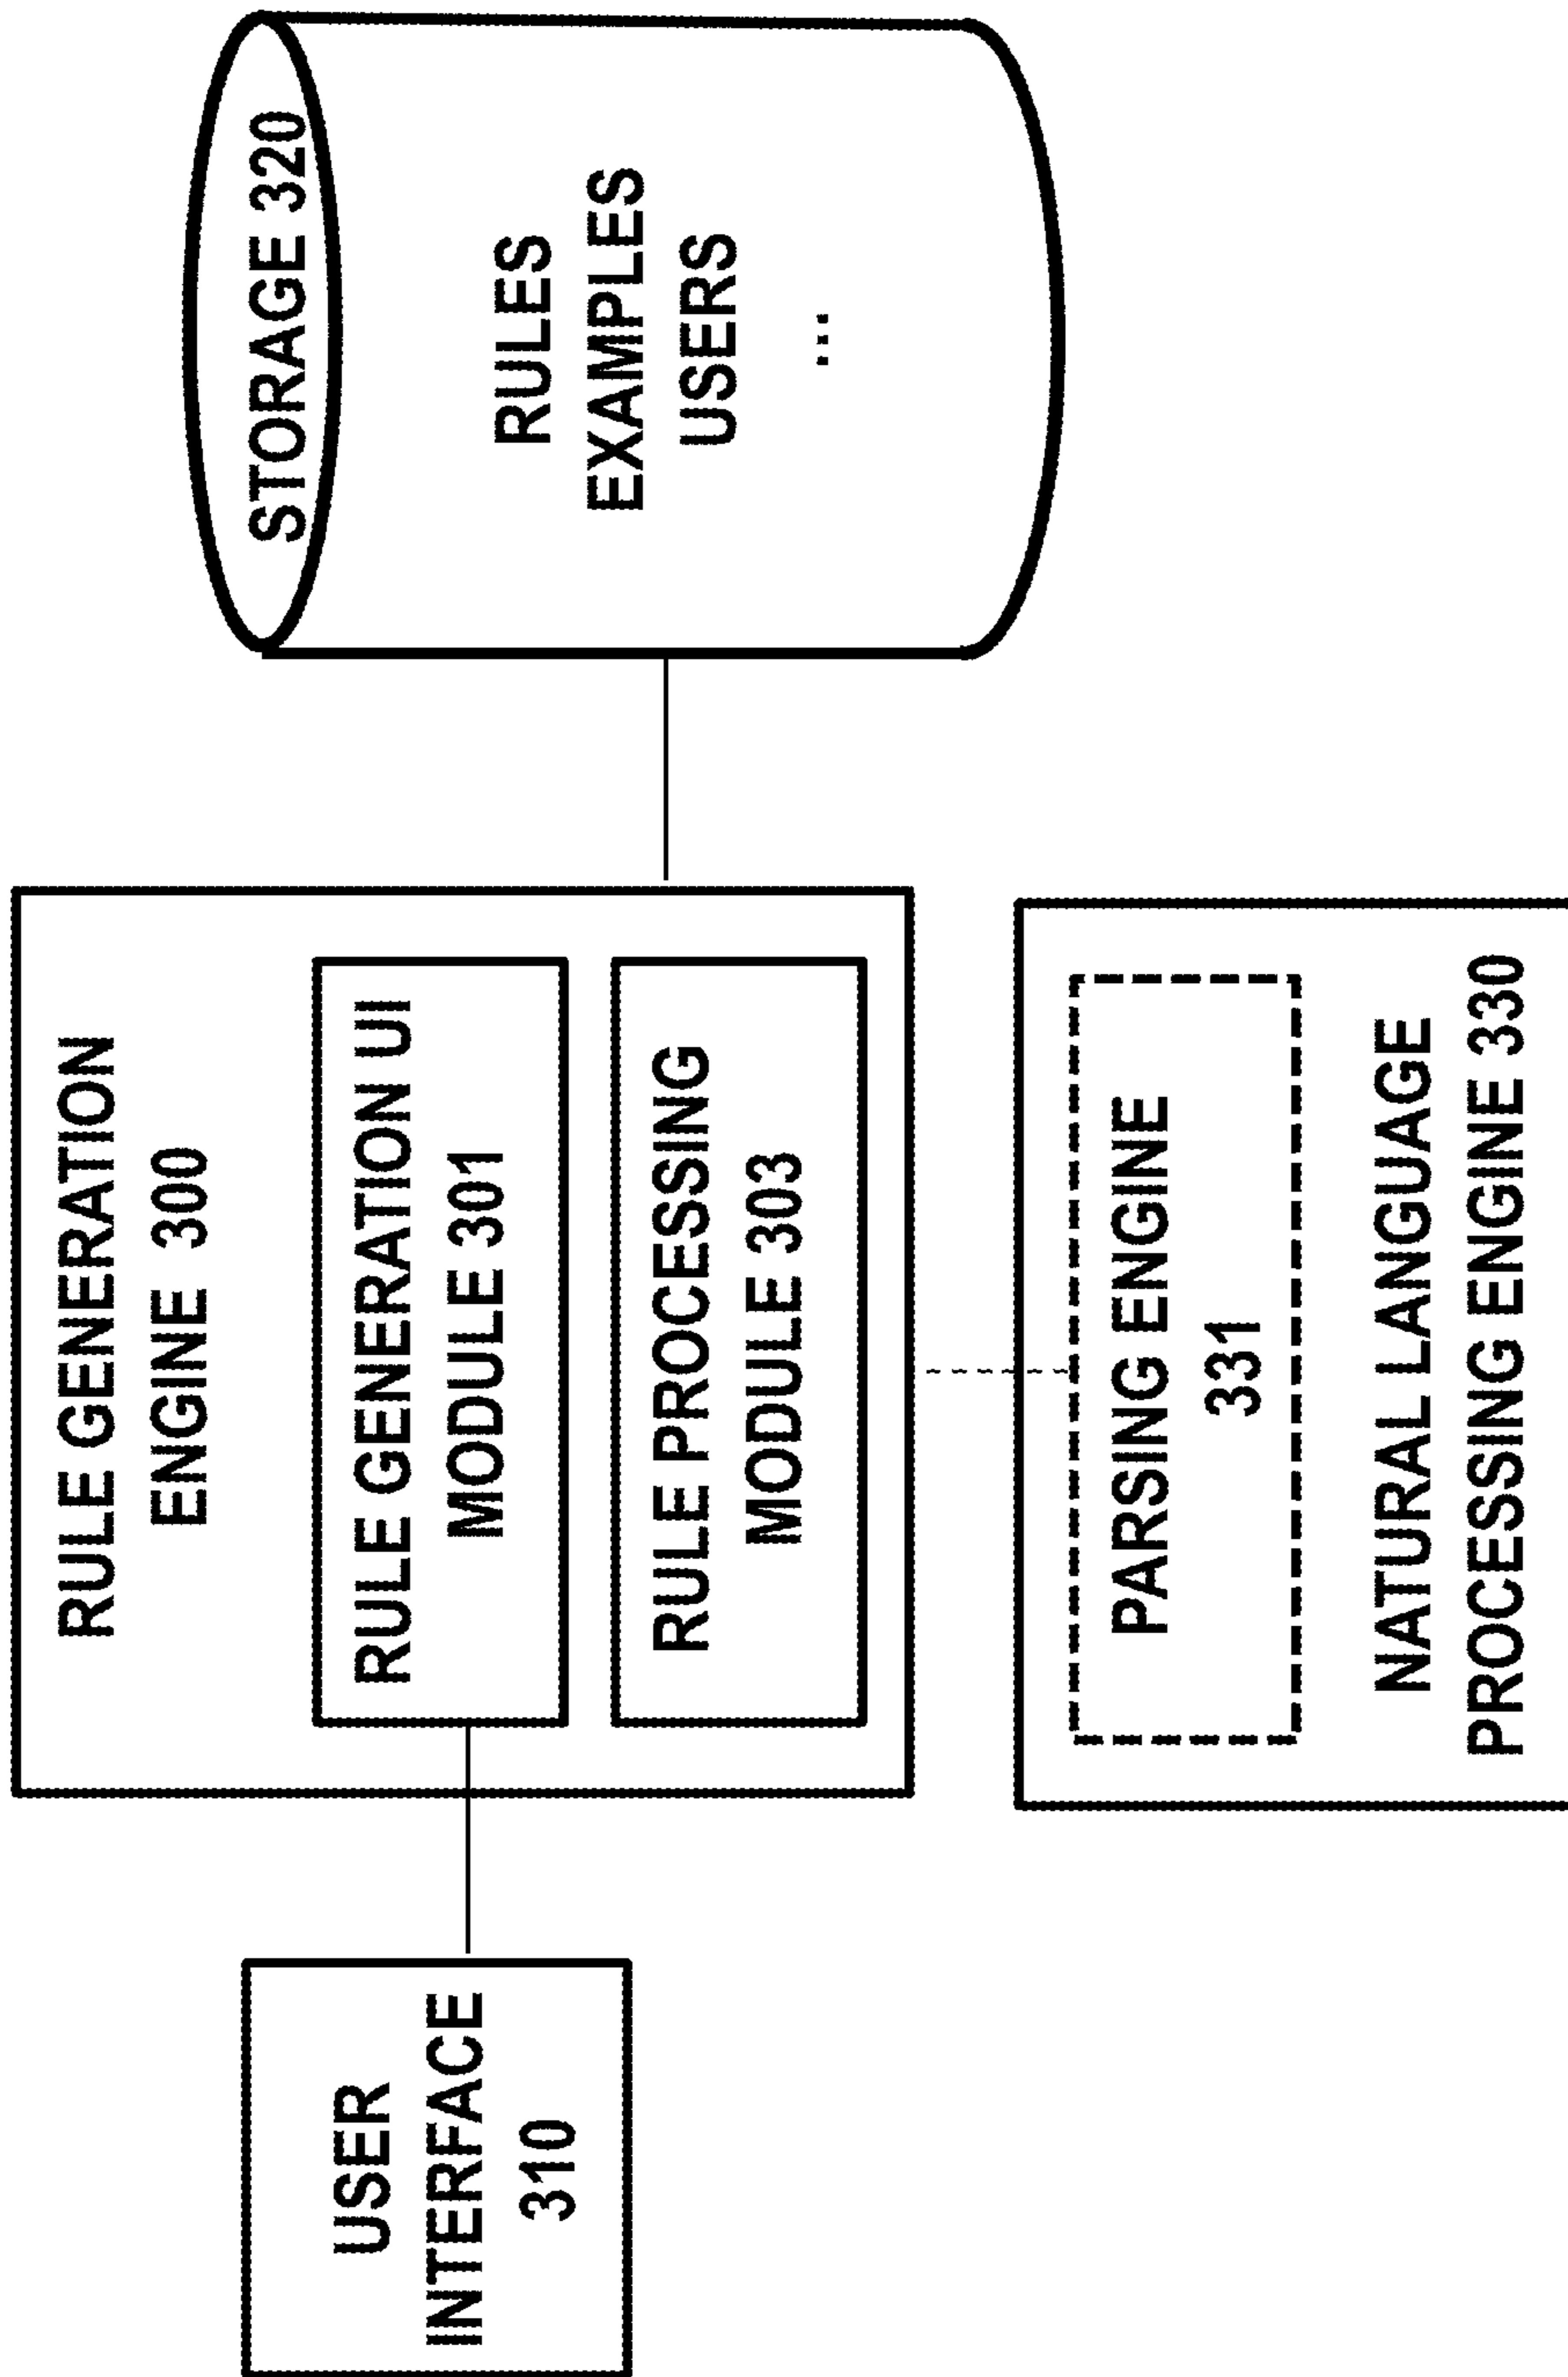 USER
INTERFACE
310
RULE GENERATION
ENGINE 300
RULE GENERATION UI
MODULE 301
RULE PROCESSING
MODULE 303
PARSING ENGINE
331
NATURAL LANGUAGE
PROCESSING ENGINE 330
STORAGE 320
RULES
EXAMPLES
USERS
...